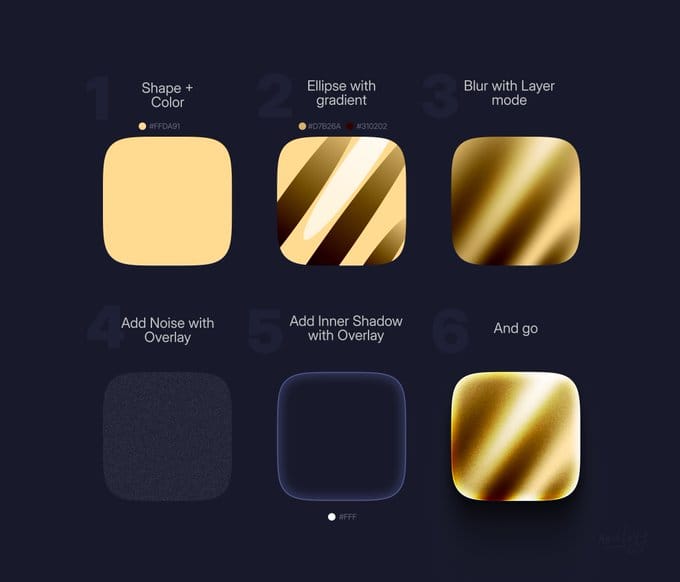 1
Shape +
Color
#FFDA91
2
Ellipse with
gradient
#D7B26A #310202
3
Blur with Layer
mode
4
Add Noise with
Overlay
5
Add Inner Shadow
with Overlay
#FFF
6
And go